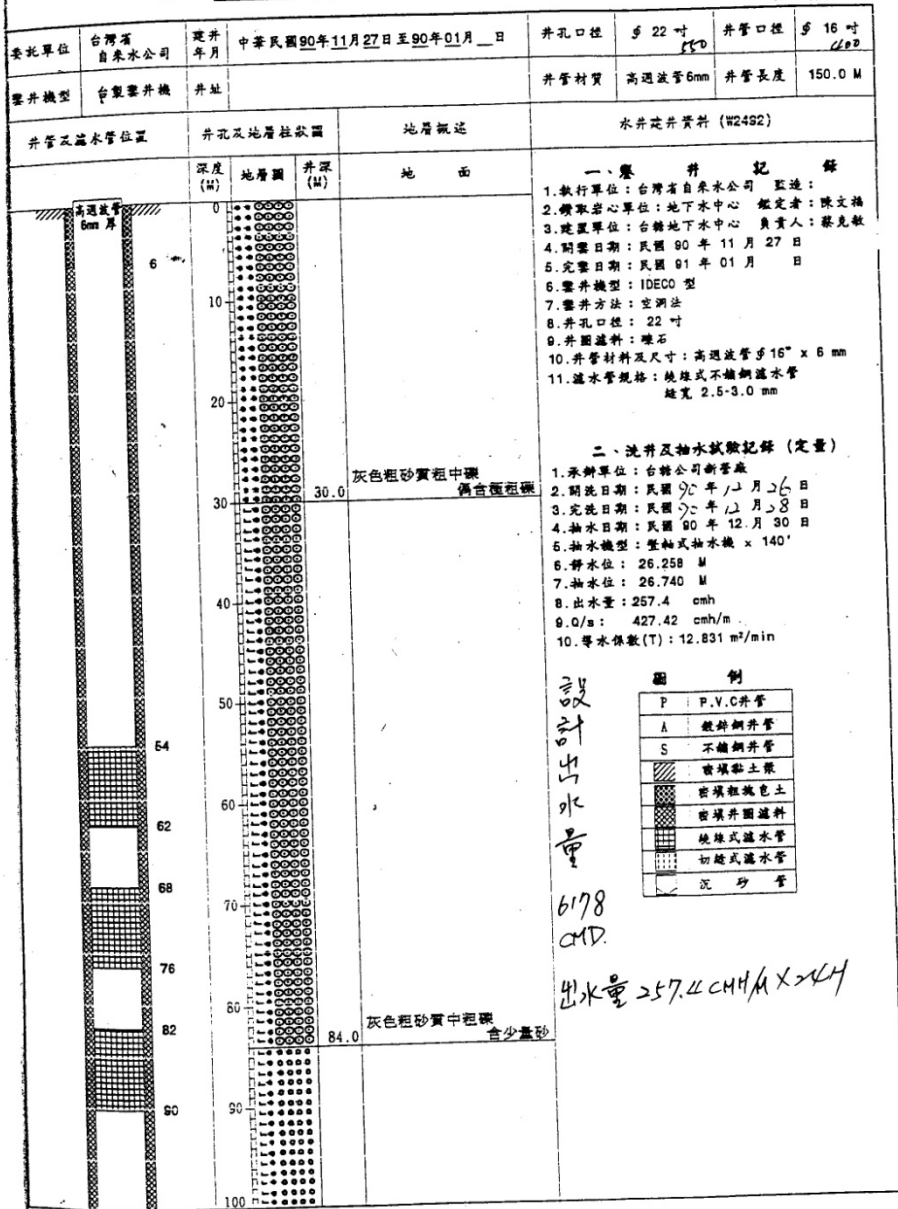 委託單位 台灣省自來水公司 建井年月 中華民國90年11月27日至90年01月__日 井孔口徑 ∮ 22 吋 550 井管口徑 ∮ 16 吋 400
鑿井機型 台製鑿井機 井址 井管材質 高週波管6mm 井管長度 150.0 M
井管及濾水管位置 井孔及地層柱狀圖 地層概述 水井建井資料 (W2492)
深度(M) 地層圖 井深(M) 地 面
高週波管
6mm 厚
6
54
62
68
76
82
90
0
10
20
30
40
50
60
70
80
90
100
30.0
84.0
灰色粗砂質粗中礫
偶含極粗礫
灰色粗砂質中粗礫
含少量砂
一、鑿 井 記 錄
1.執行單位：台灣省自來水公司 監造：
2.鑽取岩心單位：地下水中心 鑑定者：陳文福
3.建置單位：台糖地下水中心 負責人：蔡克敏
4.開鑿日期：民國 90 年 11 月 27 日
5.完鑿日期：民國 91 年 01 月 日
6.鑿井機型：IDECO 型
7.鑿井方法：空洞法
8.井孔口徑： 22 吋
9.井圈濾料：礫石
10.井管材料及尺寸：高週波管∮16" x 6 mm
11.濾水管規格：繞線式不鏽鋼濾水管
縫寬 2.5-3.0 mm
二、洗井及抽水試驗記錄 (定量)
1.承辦單位：台糖公司新營廠
2.開洗日期：民國 90 年 12 月 26 日
3.完洗日期：民國 90 年 12 月 28 日
4.抽水日期：民國 90 年 12 月 30 日
5.抽水機型：豎軸式抽水機 x 140'
6.靜水位： 26.258 M
7.抽水位： 26.740 M
8.出水量：257.4 cmh
9.Q/s： 427.42 cmh/m
10.導水係數(T)：12.831 m²/min
圖 例
P P.V.C井管
A 鍍鋅鋼井管
S 不鏽鋼井管
密填黏土漿
密填粗塊皂土
密填井圈濾料
繞線式濾水管
切縫式濾水管
沉 砂 管
設計出水量
6178
CMD.
出水量 257.4 CMH/M X 24H